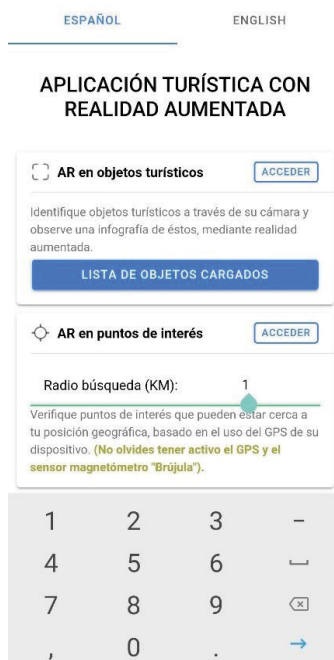 ESPAÑOL ENGLISH
APLICACIÓN TURÍSTICA CON
REALIDAD AUMENTADA
AR en objetos turísticos ACCEDER
Identifique objetos turísticos a través de su cámara y
observe una infografía de éstos, mediante realidad
aumentada.
LISTA DE OBJETOS CARGADOS
AR en puntos de interés ACCEDER
Radio búsqueda (KM): 1
Verifique puntos de interés que pueden estar cerca a
tu posición geográfica, basado en el uso del GPS de su
dispositivo. (No olvides tener activo el GPS y el
sensor magnetómetro "Brújula").
1 2 3 –
4 5 6
7 8 9
, 0 .